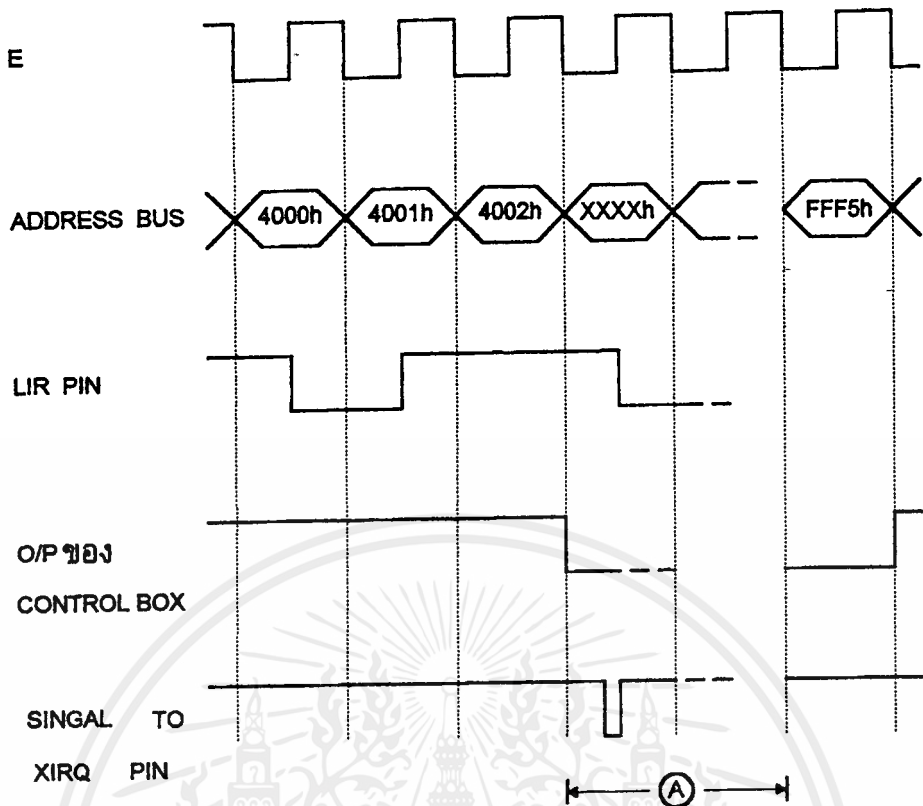 E
ADDRESS BUS
4000h 4001h 4002h XXXXh FFF5h
LIR PIN
O/P ของ
CONTROL BOX
SINGAL TO
XIRQ PIN
A